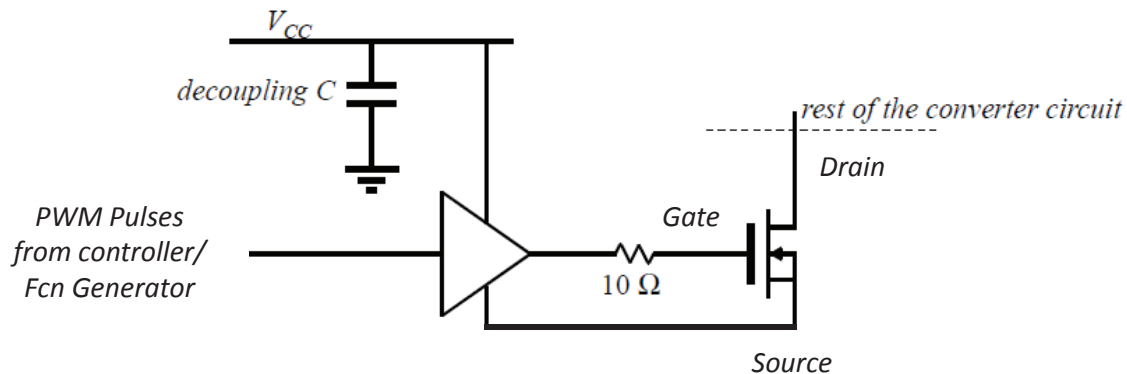 V_CC
decoupling C
rest of the converter circuit
Drain
PWM Pulses
from controller/
Fcn Generator
Gate
10 Ω
Source